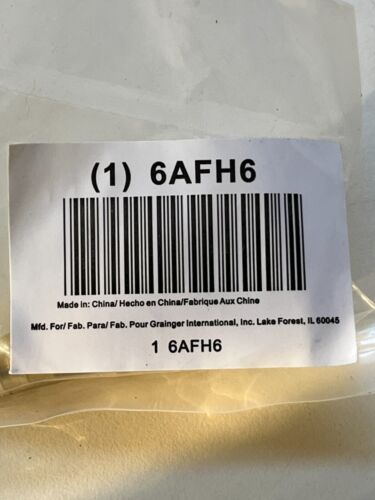 (1) 6AFH6
Made in: China/ Hecho en China/Fabrique Aux Chine
Mfd. For/ Fab. Para/ Fab. Pour Grainger International, Inc. Lake Forest, IL 60045
1 6AFH6